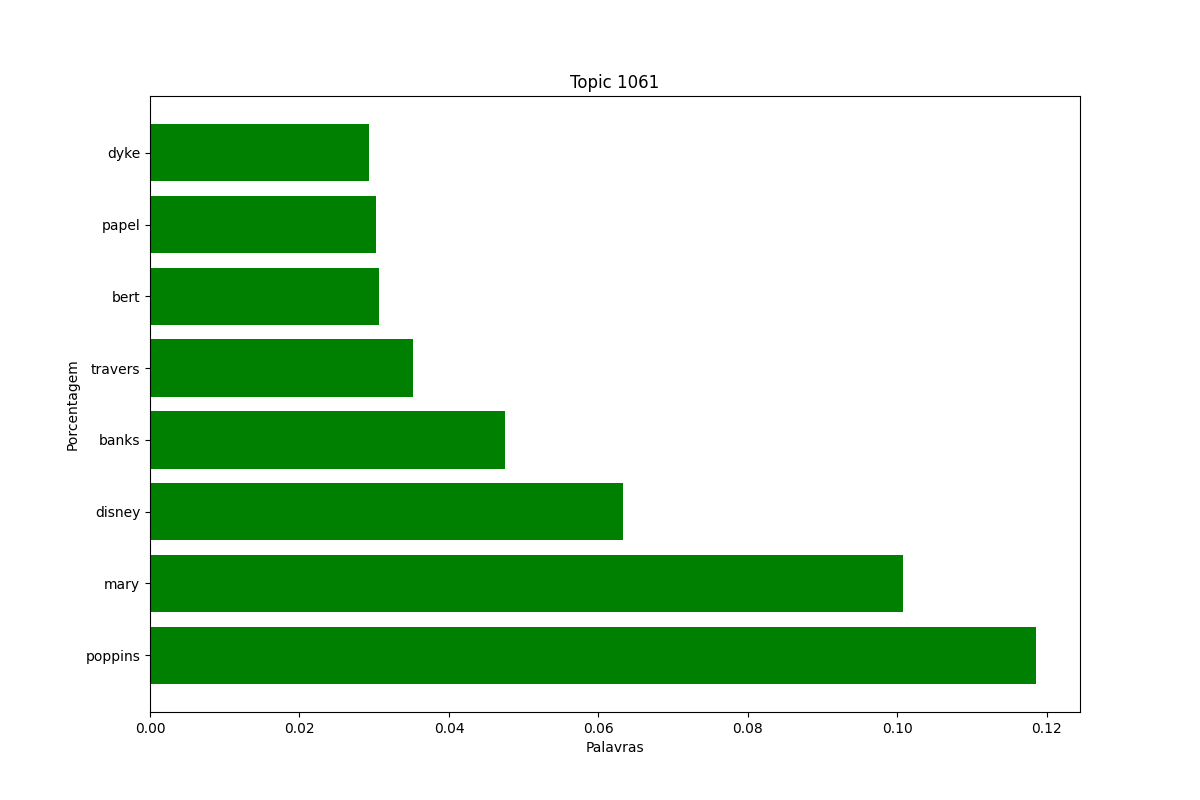 Topic 1061
Porcentagem
dyke
papel
bert
travers
banks
disney
mary
poppins
0.00 0.02 0.04 0.06 0.08 0.10 0.12
Palavras